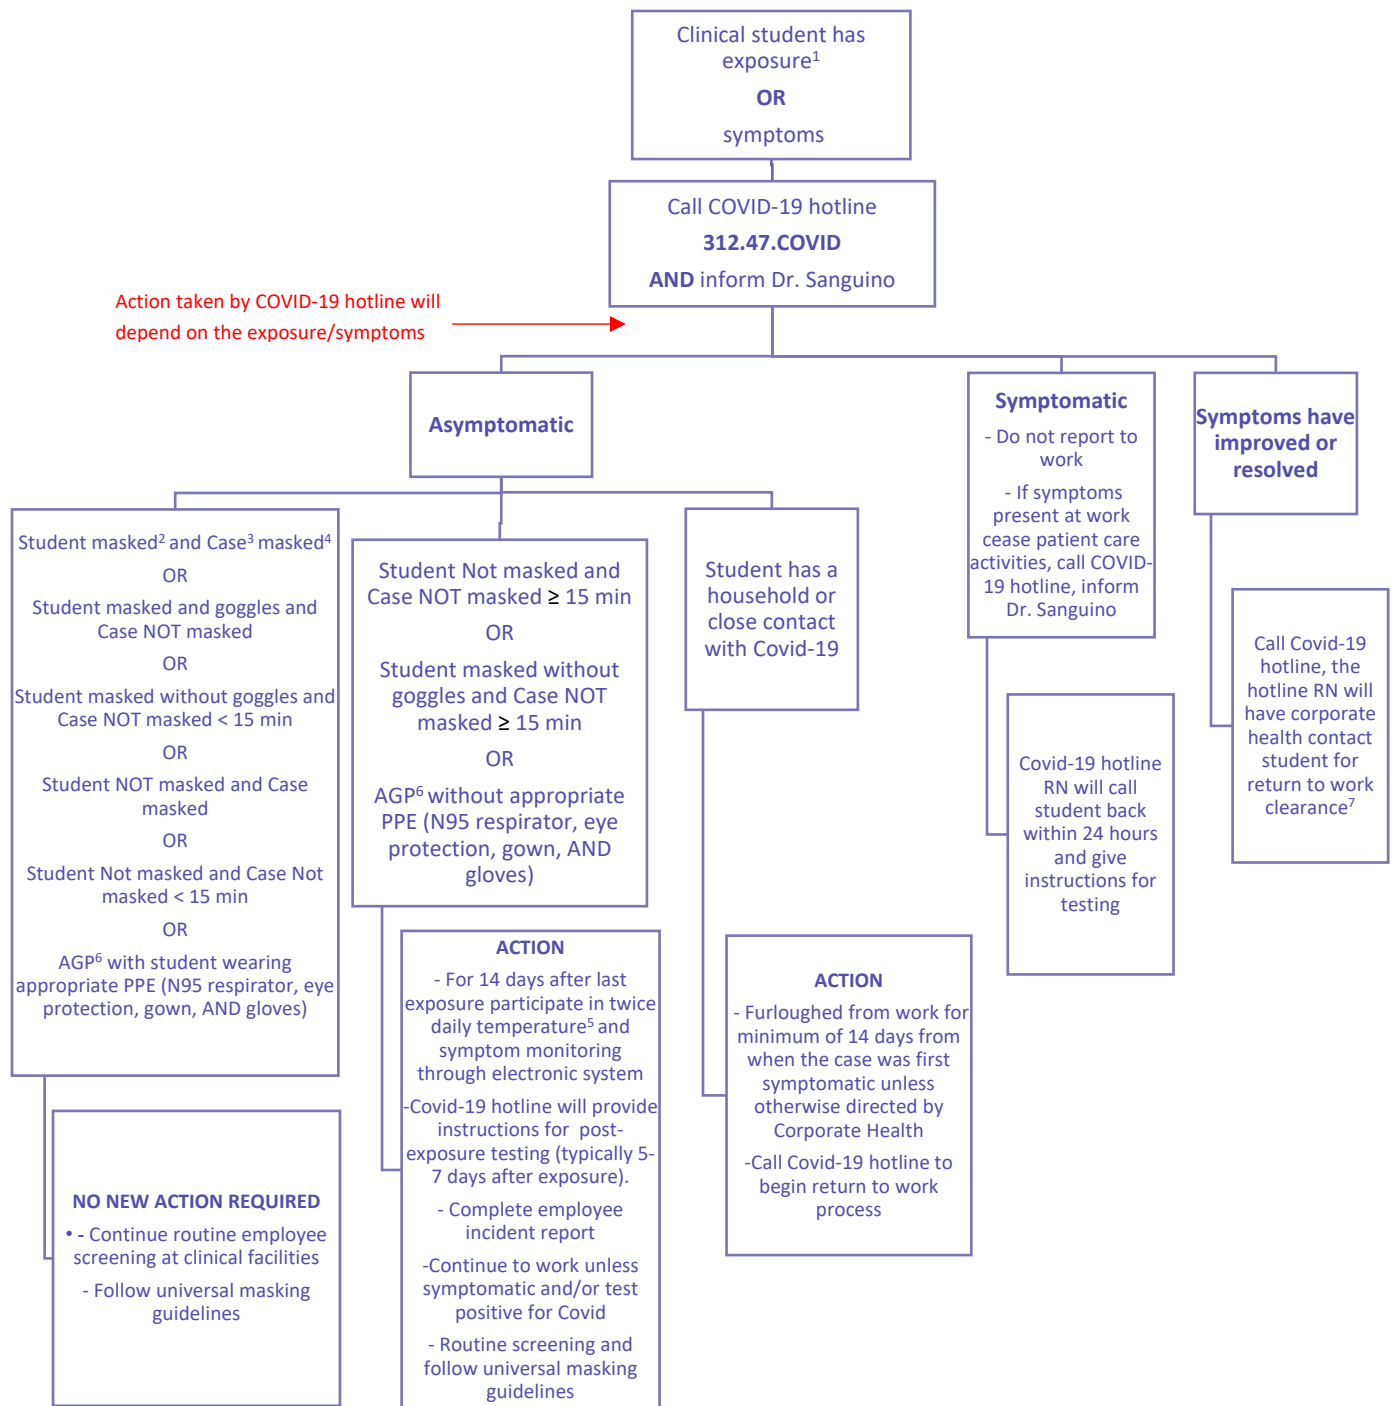 Clinical student has
exposure1
OR
symptoms
Call COVID-19 hotline
312.47.COVID
AND inform Dr. Sanguino
Action taken by COVID-19 hotline will
depend on the exposure/symptoms
Asymptomatic
Symptomatic
- Do not report to
work
- If symptoms
present at work
cease patient care
activities, call COVID-
19 hotline, inform
Dr. Sanguino
Symptoms have
improved or
resolved
Student masked2 and Case3 masked4
OR
Student masked and goggles and
Case NOT masked
OR
Student masked without goggles and
Case NOT masked < 15 min
OR
Student NOT masked and Case
masked
OR
Student Not masked and Case Not
masked < 15 min
OR
AGP6 with student wearing
appropriate PPE (N95 respirator, eye
protection, gown, AND gloves)
Student Not masked and
Case NOT masked ≥ 15 min
OR
Student masked without
goggles and Case NOT
masked ≥ 15 min
OR
AGP6 without appropriate
PPE (N95 respirator, eye
protection, gown, AND
gloves)
Student has a
household or
close contact
with Covid-19
Covid-19 hotline
RN will call
student back
within 24 hours
and give
instructions for
testing
Call Covid-19
hotline, the
hotline RN will
have corporate
health contact
student for
return to work
clearance7
NO NEW ACTION REQUIRED
• - Continue routine employee
screening at clinical facilities
- Follow universal masking
guidelines
ACTION
- For 14 days after last
exposure participate in twice
daily temperature5 and
symptom monitoring
through electronic system
-Covid-19 hotline will provide
instructions for post-
exposure testing (typically 5-
7 days after exposure).
- Complete employee
incident report
-Continue to work unless
symptomatic and/or test
positive for Covid
- Routine screening and
follow universal masking
guidelines
ACTION
- Furloughed from work for
minimum of 14 days from
when the case was first
symptomatic unless
otherwise directed by
Corporate Health
-Call Covid-19 hotline to
begin return to work
process